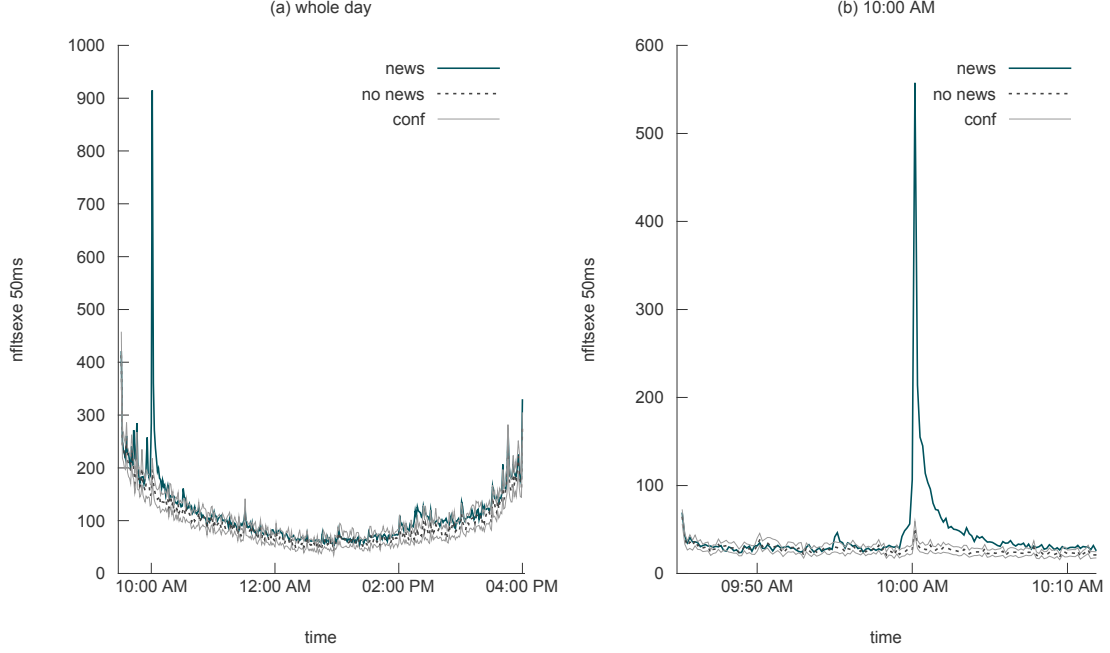 (a) whole day
nfltsexe 50ms
1000
900
800
700
600
500
400
300
200
100
0
news
no news
conf
10:00 AM
12:00 AM
02:00 PM
04:00 PM
time
(b) 10:00 AM
nfltsexe 50ms
600
500
400
300
200
100
0
news
no news
conf
09:50 AM
10:00 AM
10:10 AM
time